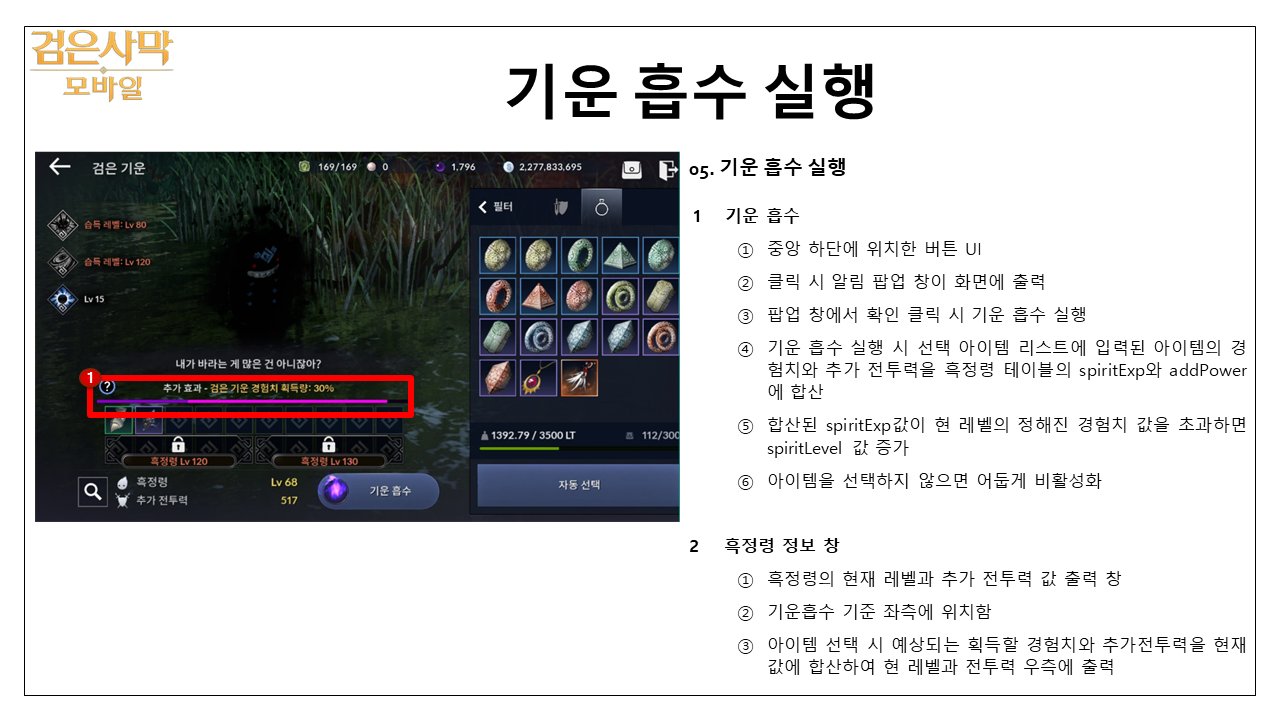 검은사막
모바일
기운 흡수 실행
검은 기운
169/169
0
1,796
2,277,833,695
습득 레벨: Lv 80
습득 레벨: Lv 120
Lv 15
필터
내가 바라는 게 많은 건 아니잖아?
1
?
추가 효과 - 검은 기운 경험치 획득량: 30%
흑정령 Lv 120
흑정령 Lv 130
1392.79 / 3500 LT
112/300
흑정령
Lv 68
추가 전투력
517
기운 흡수
자동 선택
05. 기운 흡수 실행
1 기운 흡수
① 중앙 하단에 위치한 버튼 UI
② 클릭 시 알림 팝업 창이 화면에 출력
③ 팝업 창에서 확인 클릭 시 기운 흡수 실행
④ 기운 흡수 실행 시 선택 아이템 리스트에 입력된 아이템의 경
험치와 추가 전투력을 흑정령 테이블의 spiritExp와 addPower
에 합산
⑤ 합산된 spiritExp값이 현 레벨의 정해진 경험치 값을 초과하면
spiritLevel 값 증가
⑥ 아이템을 선택하지 않으면 어둡게 비활성화
2 흑정령 정보 창
① 흑정령의 현재 레벨과 추가 전투력 값 출력 창
② 기운흡수 기준 좌측에 위치함
③ 아이템 선택 시 예상되는 획득할 경험치와 추가전투력을 현재
값에 합산하여 현 레벨과 전투력 우측에 출력